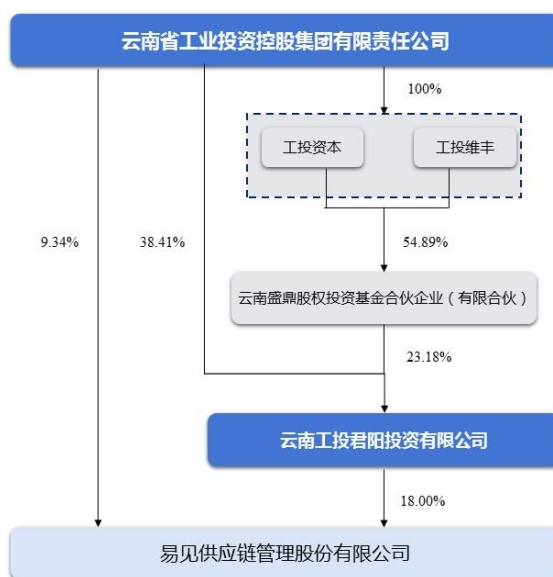 云南省工业投资控股集团有限责任公司
100%
工投资本
工投维丰
9.34%
38.41%
54.89%
云南盛鼎股权投资基金合伙企业（有限合伙）
23.18%
云南工投君阳投资有限公司
18.00%
易见供应链管理股份有限公司